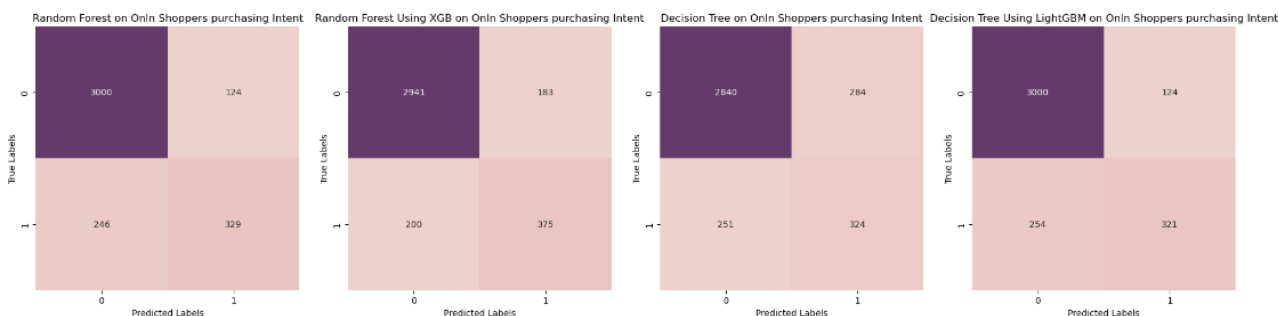 Random Forest on OnIn Shoppers purchasing Intent
0
3000
124
1
246
329
True Labels
0
1
Predicted Labels
Random Forest Using XGB on OnIn Shoppers purchasing Intent
0
2941
183
1
200
375
True Labels
0
1
Predicted Labels
Decision Tree on OnIn Shoppers purchasing Intent
0
2840
284
1
251
324
True Labels
0
1
Predicted Labels
Decision Tree Using LightGBM on OnIn Shoppers purchasing Intent
0
3000
124
1
254
321
True Labels
0
1
Predicted Labels